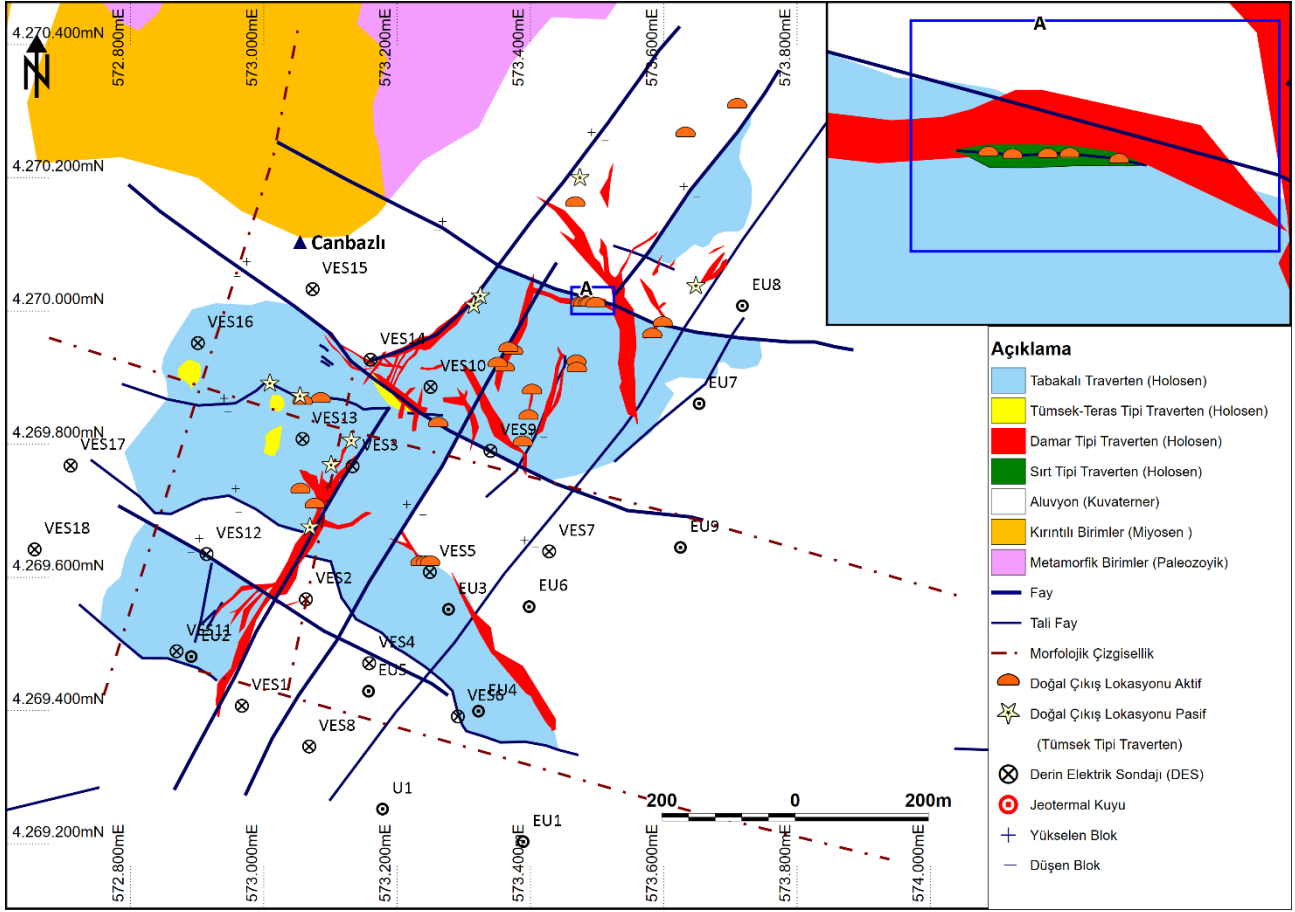 4.270.400mN
572.800mE
573.000mE
573.200mE
573.400mE
573.600mE
573.800mE
A
N
4.270.200mN
Canbazlı
VES15
4.270.000mN
A
EU8
VES16
VES14
VES10
EU7
VES13
VES9
4.269.800mN
VES17
VES3
VES18
VES12
VES5
VES7
EU9
4.269.600mN
VES2
EU3
EU6
VES11
EU2
VES4
EU5
VES1
VES6
EU4
4.269.400mN
VES8
U1
EU1
200 0 200m
4.269.200mN
572.800mE
573.000mE
573.200mE
573.400mE
573.600mE
573.800mE
574.000mE
Açıklama
Tabakalı Traverten (Holosen)
Tümsek-Teras Tipi Traverten (Holosen)
Damar Tipi Traverten (Holosen)
Sırt Tipi Traverten (Holosen)
Aluvyon (Kuvaterner)
Kırıntılı Birimler (Miyosen )
Metamorfik Birimler (Paleozoyik)
Fay
Tali Fay
Morfolojik Çizgisellik
Doğal Çıkış Lokasyonu Aktif
Doğal Çıkış Lokasyonu Pasif
(Tümsek Tipi Traverten)
Derin Elektrik Sondajı (DES)
Jeotermal Kuyu
Yükselen Blok
Düşen Blok